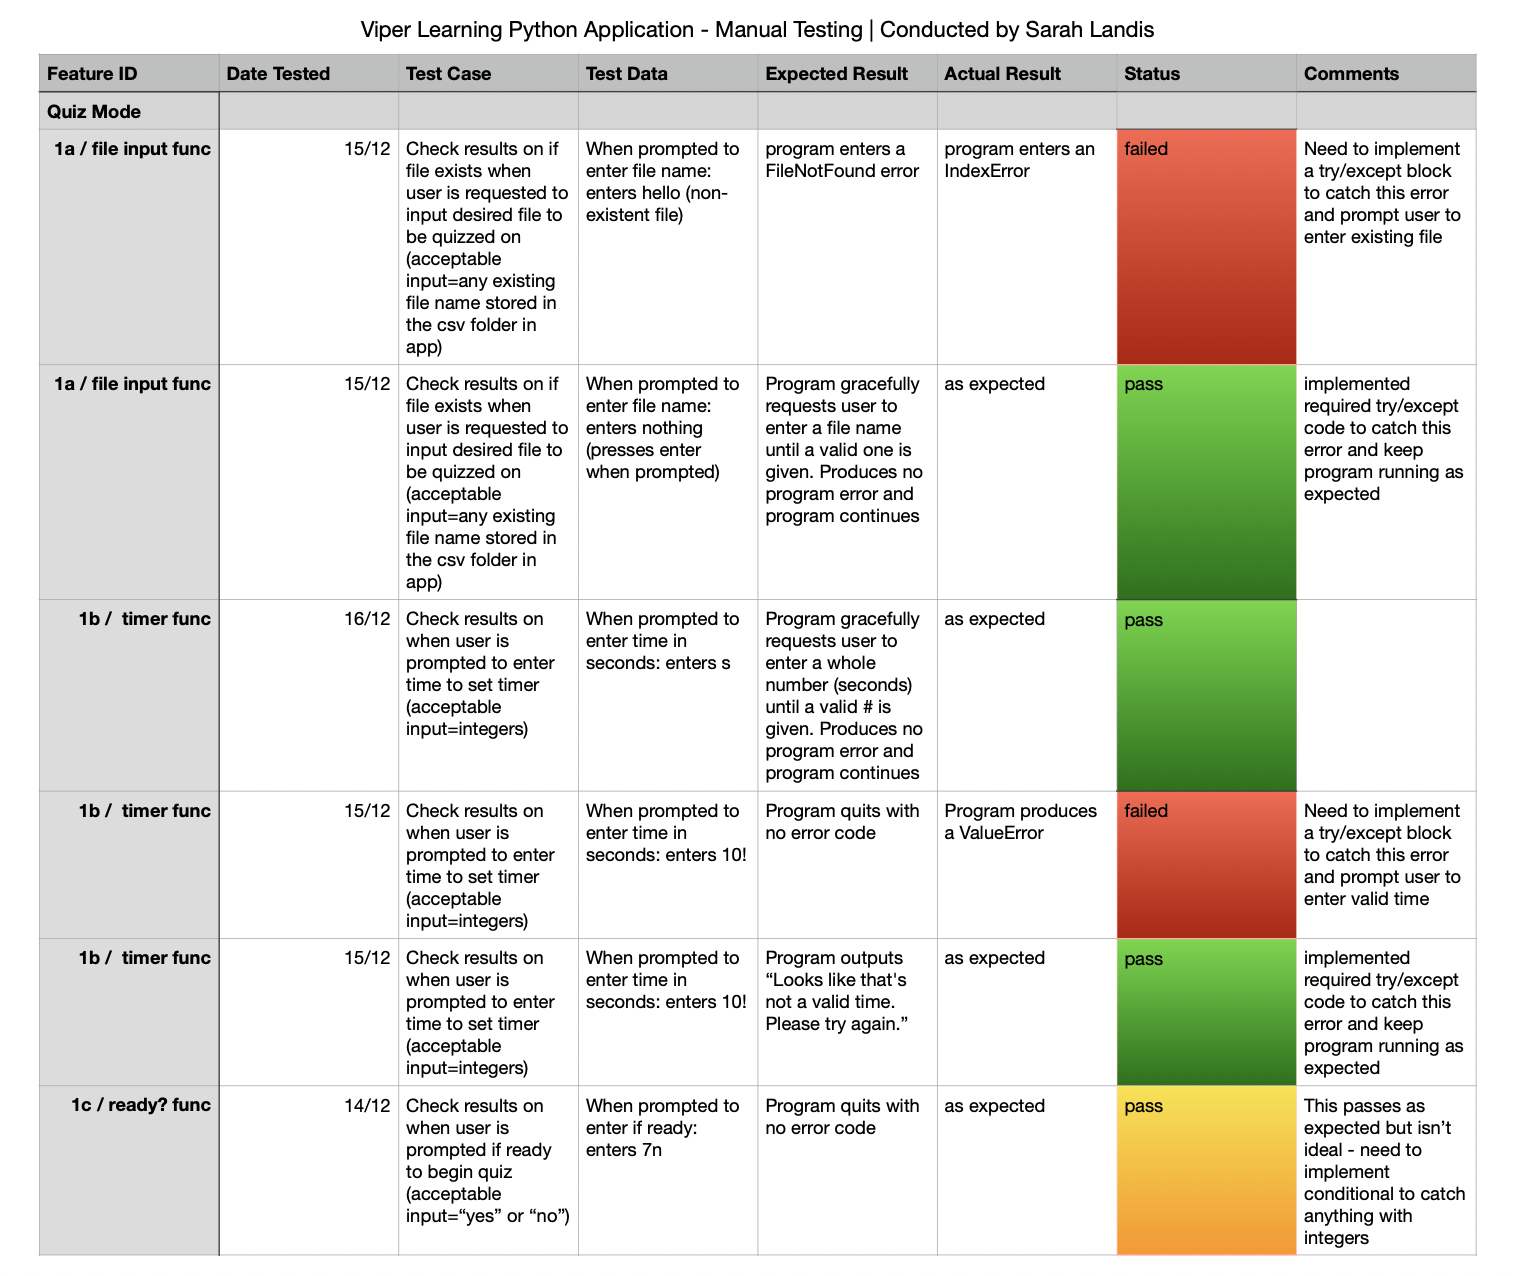 Viper Learning Python Application - Manual Testing | Conducted by Sarah Landis
Feature ID
Date Tested
Test Case
Test Data
Expected Result
Actual Result
Status
Comments
Quiz Mode
1a / file input func
15/12
Check results on if
file exists when
user is requested to
input desired file to
be quizzed on
(acceptable
input=any existing
file name stored in
the csv folder in
app)
When prompted to
enter file name:
enters hello (non-
existent file)
program enters a
FileNotFound error
program enters an
IndexError
failed
Need to implement
a try/except block
to catch this error
and prompt user to
enter existing file
1a / file input func
15/12
Check results on if
file exists when
user is requested to
input desired file to
be quizzed on
(acceptable
input=any existing
file name stored in
the csv folder in
app)
When prompted to
enter file name:
enters nothing
(presses enter
when prompted)
Program gracefully
requests user to
enter a file name
until a valid one is
given. Produces no
program error and
program continues
as expected
pass
implemented
required try/except
code to catch this
error and keep
program running as
expected
1b /  timer func
16/12
Check results on
when user is
prompted to enter
time to set timer
(acceptable
input=integers)
When prompted to
enter time in
seconds: enters s
Program gracefully
requests user to
enter a whole
number (seconds)
until a valid # is
given. Produces no
program error and
program continues
as expected
pass
1b /  timer func
15/12
Check results on
when user is
prompted to enter
time to set timer
(acceptable
input=integers)
When prompted to
enter time in
seconds: enters 10!
Program quits with
no error code
Program produces
a ValueError
failed
Need to implement
a try/except block
to catch this error
and prompt user to
enter valid time
1b /  timer func
15/12
Check results on
when user is
prompted to enter
time to set timer
(acceptable
input=integers)
When prompted to
enter time in
seconds: enters 10!
Program outputs
“Looks like that's
not a valid time.
Please try again.”
as expected
pass
implemented
required try/except
code to catch this
error and keep
program running as
expected
1c / ready? func
14/12
Check results on
when user is
prompted if ready
to begin quiz
(acceptable
input=“yes” or “no”)
When prompted to
enter if ready:
enters 7n
Program quits with
no error code
as expected
pass
This passes as
expected but isn’t
ideal - need to
implement
conditional to catch
anything with
integers